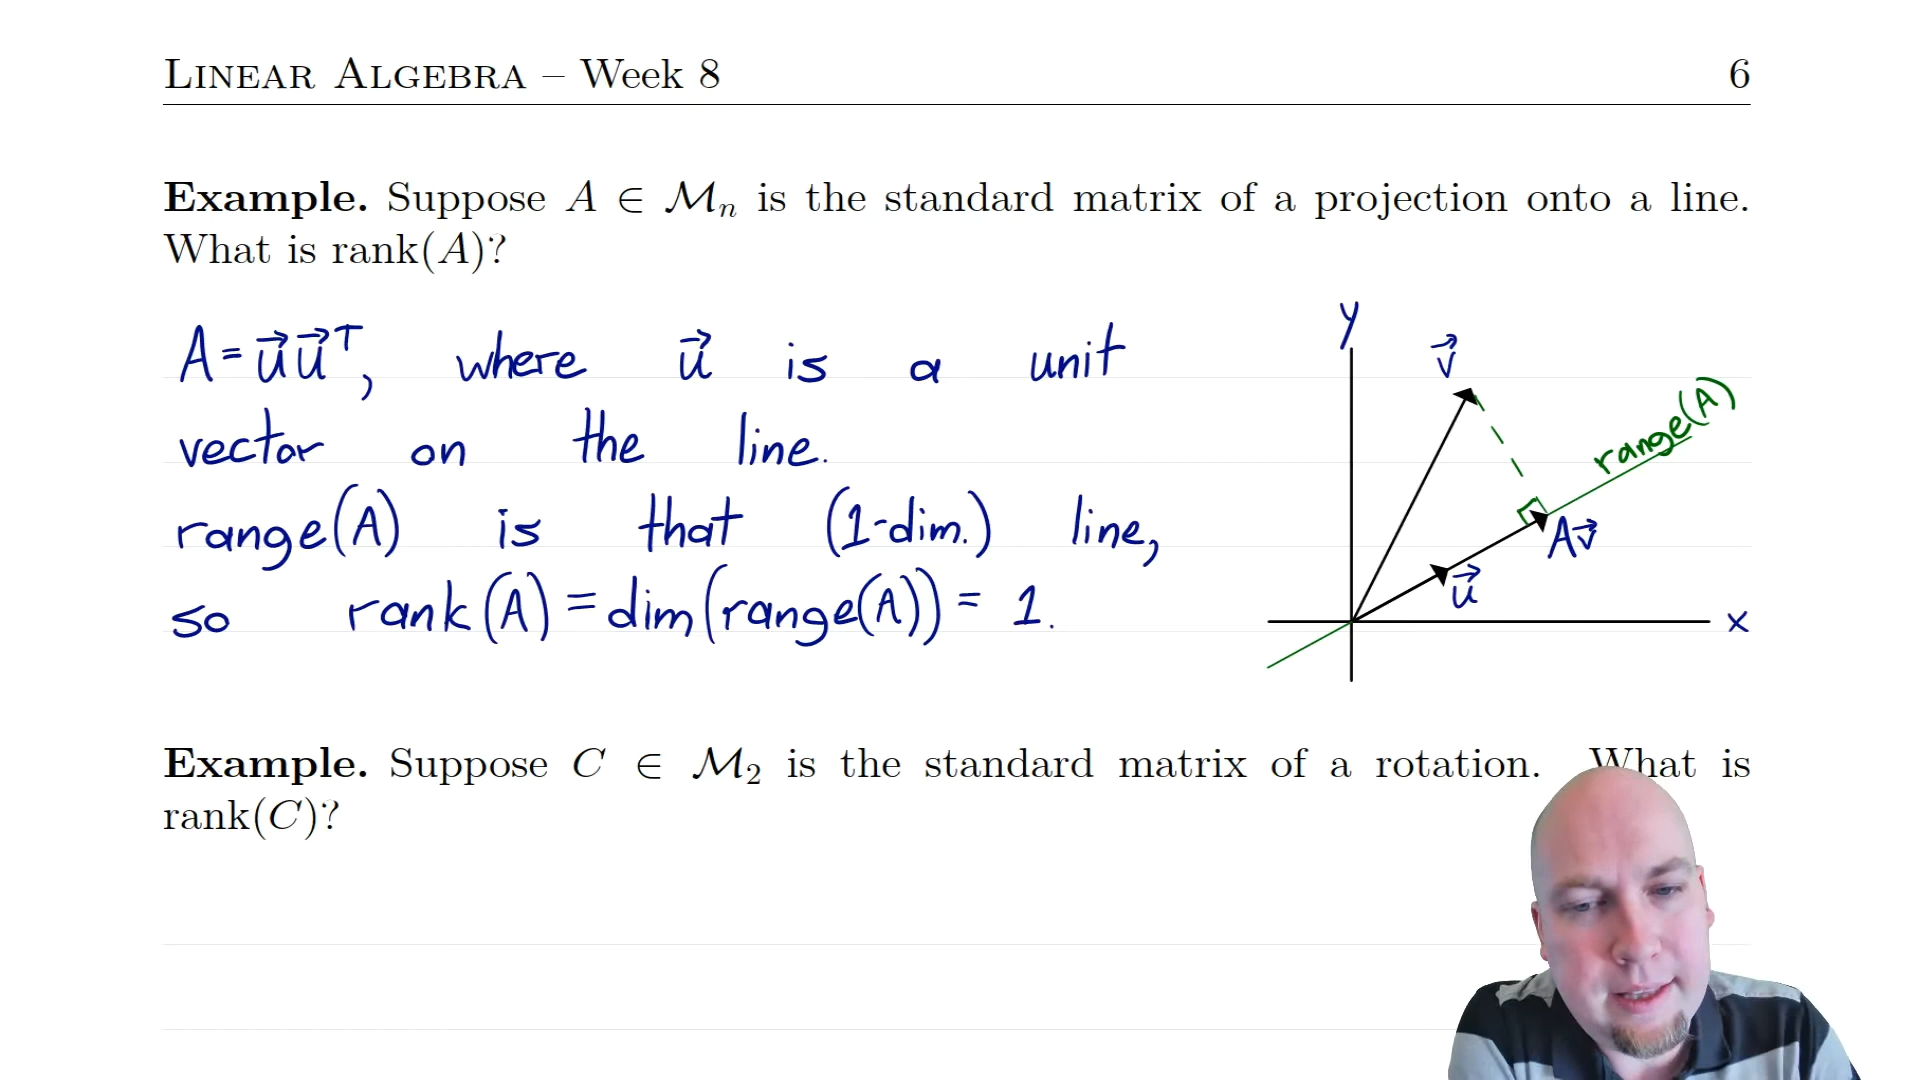 LINEAR ALGEBRA – Week 8 6
Example. Suppose A ∈ ℳₙ is the standard matrix of a projection onto a line.
What is rank(A)?
A = u⃗u⃗ᵀ, where u⃗ is a unit
vector on the line.
range(A) is that (1-dim.) line,
so rank(A) = dim(range(A)) = 1.
y
v⃗
range(A)
Av⃗
u⃗
x
Example. Suppose C ∈ ℳ₂ is the standard matrix of a rotation. What is
rank(C)?